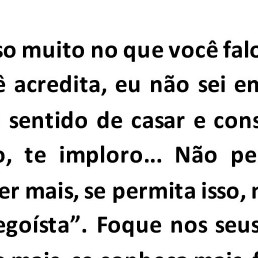 so muito no que você falo
ê acredita, eu não sei en
sentido de casar e cons
o, te imploro... Não pe
er mais, se permita isso, r
egoísta”. Foque nos seus